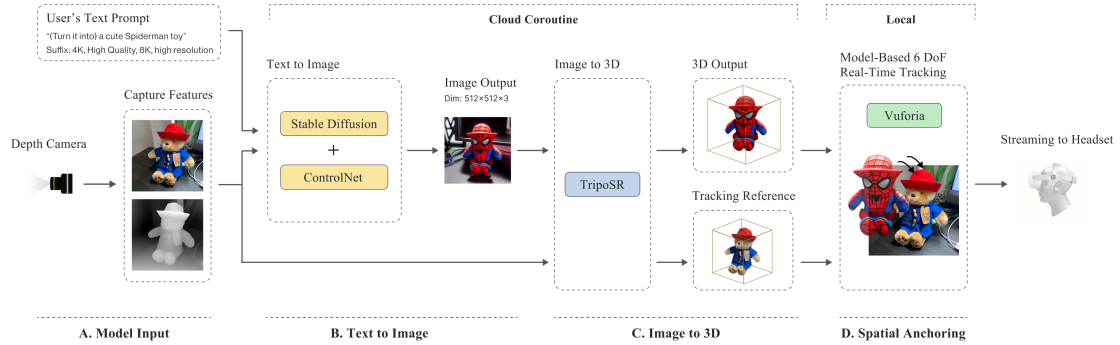 User's Text Prompt
"(Turn it into) a cute Spiderman toy"
Suffix: 4K, High Quality, 8K, high resolution
Cloud Coroutine
Local
Capture Features
Depth Camera
Text to Image
Stable Diffusion
+
ControlNet
Image Output
Dim: 512×512×3
Image to 3D
TripoSR
3D Output
Tracking Reference
Model-Based 6 DoF
Real-Time Tracking
Vuforia
Streaming to Headset
A. Model Input
B. Text to Image
C. Image to 3D
D. Spatial Anchoring